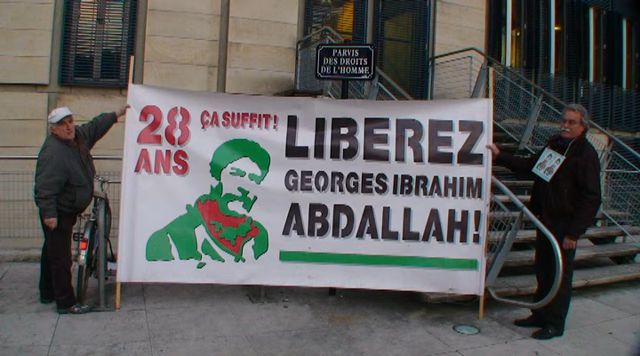 PARVIS
DES DROITS
DE L'HOMME
28 ANS
ÇA SUFFIT!
LIBEREZ
GEORGES IBRAHIM
ABDALLAH!